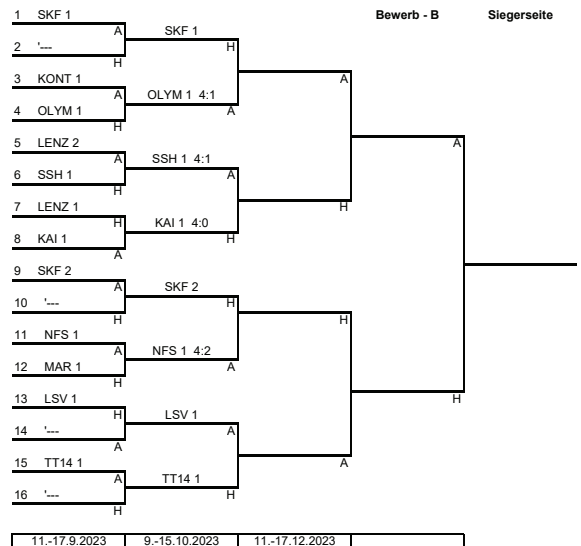 Bewerb - B Siegerseite
1 SKF 1
A SKF 1
2 '--- H
H
3 KONT 1 A
A OLYM 1 4:1
4 OLYM 1 A
H
5 LENZ 2 A
A SSH 1 4:1
6 SSH 1 A
H
7 LENZ 1 H
H KAI 1 4:0
8 KAI 1 H
A
9 SKF 2
A SKF 2
10 '--- H
H
11 NFS 1 H
A NFS 1 4:2
12 MAR 1 A
H
13 LSV 1 H
H LSV 1
14 '--- A
A
15 TT14 1 A
A TT14 1
16 '--- H
H
11.-17.9.2023 9.-15.10.2023 11.-17.12.2023